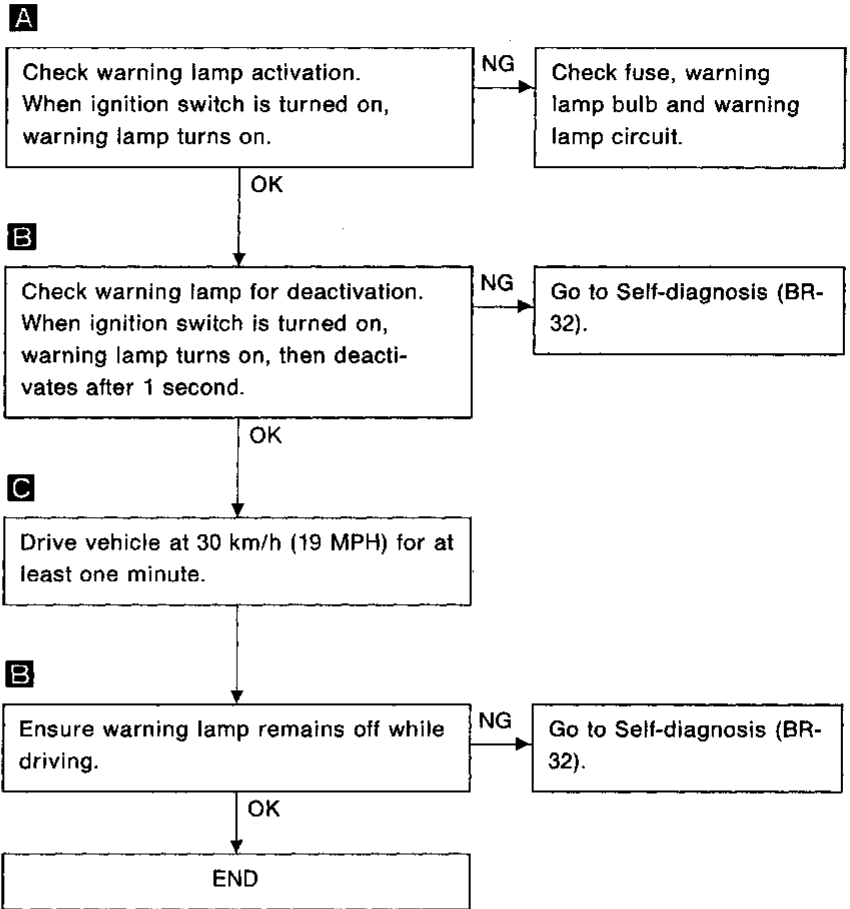 A
Check warning lamp activation.
When ignition switch is turned on,
warning lamp turns on.
NG
Check fuse, warning
lamp bulb and warning
lamp circuit.
OK
B
Check warning lamp for deactivation.
When ignition switch is turned on,
warning lamp turns on, then deacti-
vates after 1 second.
NG
Go to Self-diagnosis (BR-
32).
OK
C
Drive vehicle at 30 km/h (19 MPH) for at
least one minute.
B
Ensure warning lamp remains off while
driving.
NG
Go to Self-diagnosis (BR-
32).
OK
END